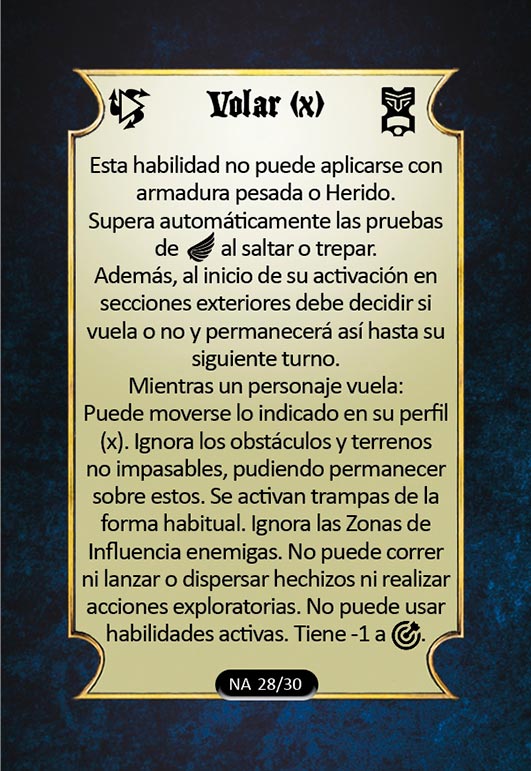 Volar (x)
Esta habilidad no puede aplicarse con
armadura pesada o Herido.
Supera automáticamente las pruebas
de al saltar o trepar.
Además, al inicio de su activación en
secciones exteriores debe decidir si
vuela o no y permanecerá así hasta su
siguiente turno.
Mientras un personaje vuela:
Puede moverse lo indicado en su perfil
(x). Ignora los obstáculos y terrenos
no impasables, pudiendo permanecer
sobre estos. Se activan trampas de la
forma habitual. Ignora las Zonas de
Influencia enemigas. No puede correr
ni lanzar o dispersar hechizos ni realizar
acciones exploratorias. No puede usar
habilidades activas. Tiene -1 a .
NA 28/30